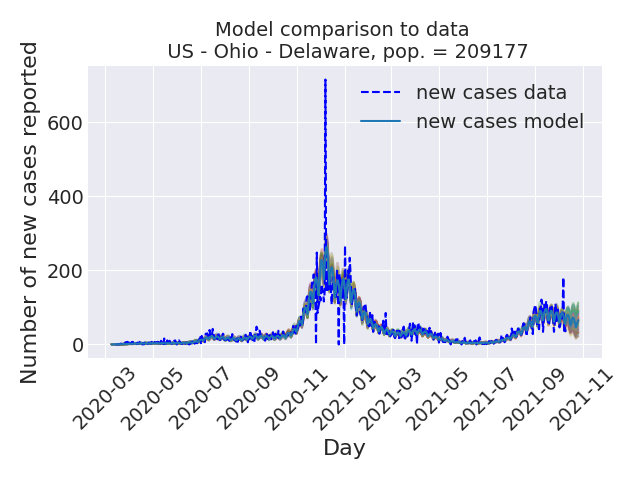 Model comparison to data
US - Ohio - Delaware, pop. = 209177
Number of new cases reported
600
400
200
0
new cases data
new cases model
2020-03
2020-05
2020-07
2020-09
2020-11
2021-01
2021-03
2021-05
2021-07
2021-09
2021-11
Day